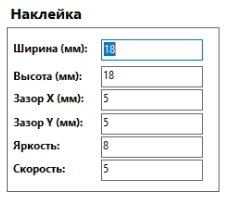 Наклейка
Ширина (мм): 18
Высота (мм): 18
Зазор X (мм): 5
Зазор Y (мм): 5
Яркость: 8
Скорость: 5